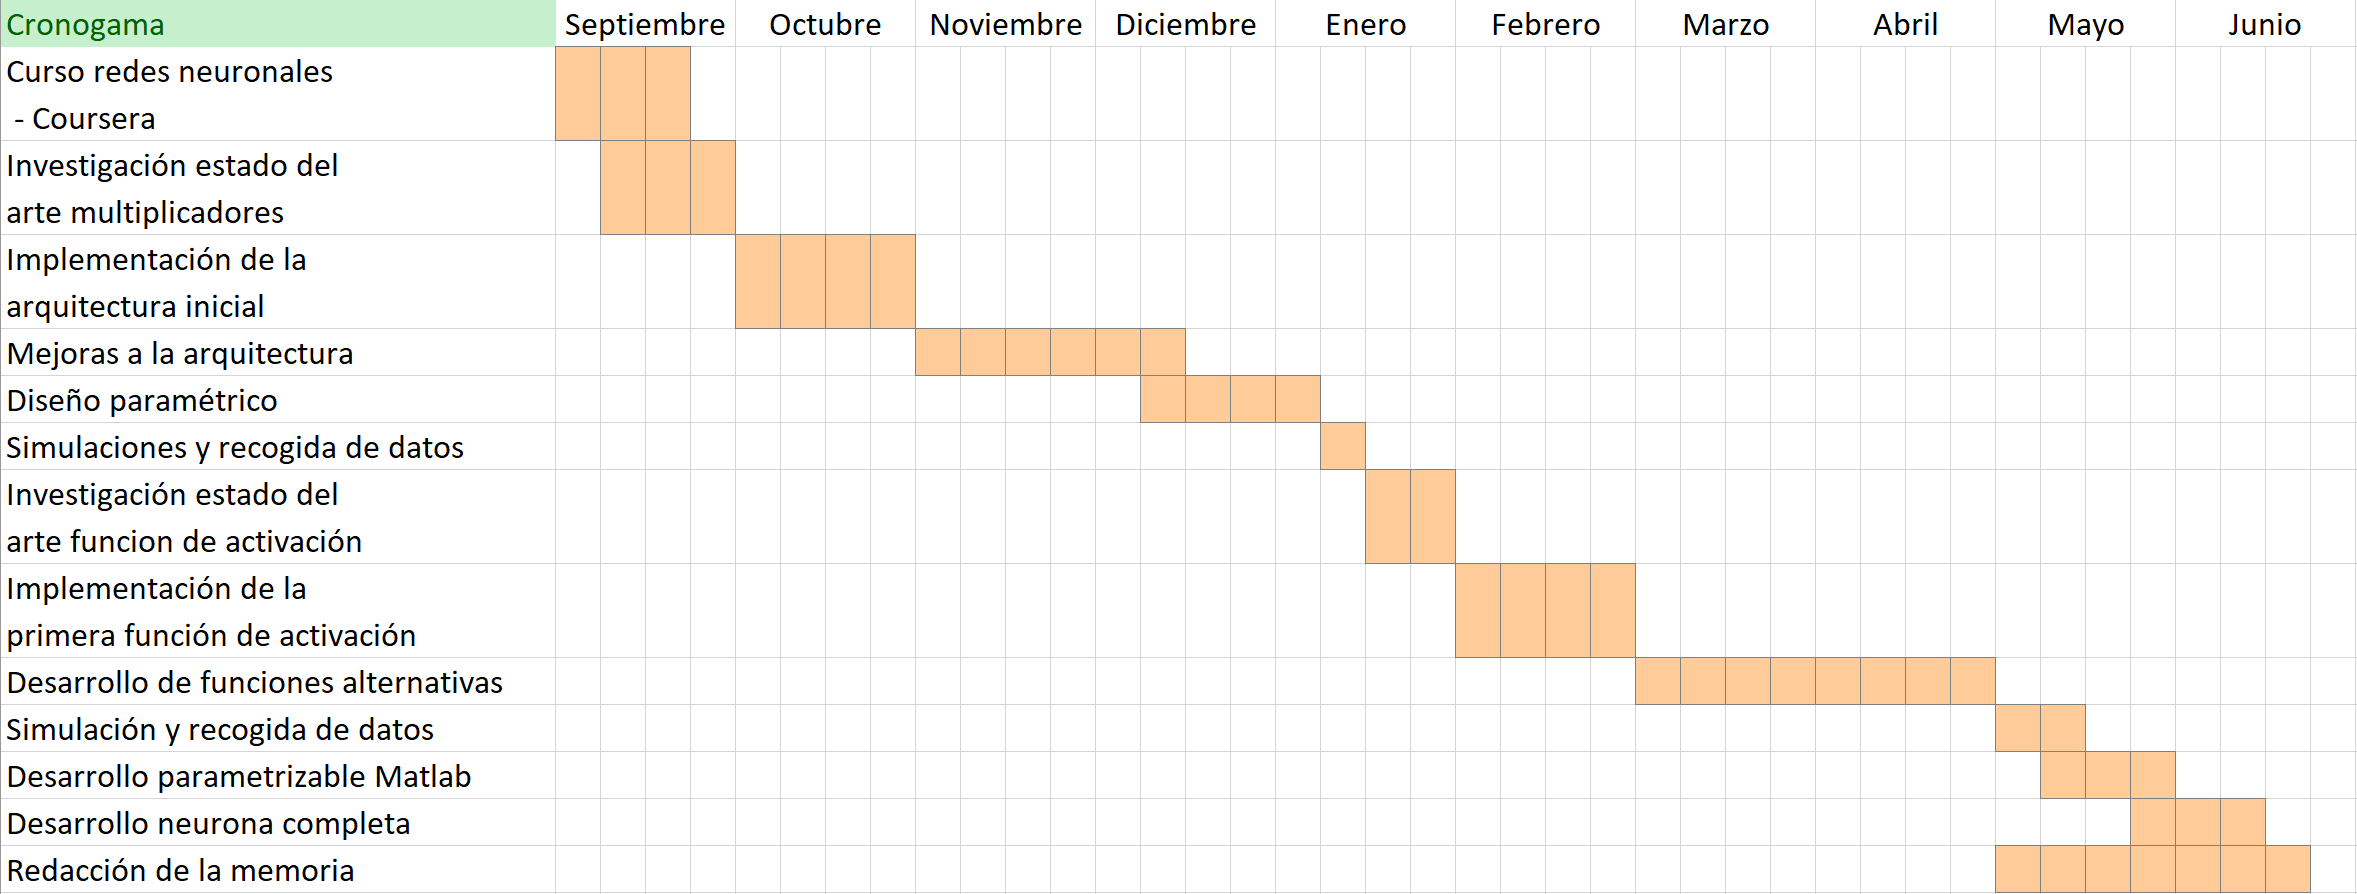 Cronogama Septiembre Octubre Noviembre Diciembre Enero Febrero Marzo Abril Mayo Junio
Curso redes neuronales
- Coursera
Investigación estado del
arte multiplicadores
Implementación de la
arquitectura inicial
Mejoras a la arquitectura
Diseño paramétrico
Simulaciones y recogida de datos
Investigación estado del
arte funcion de activación
Implementación de la
primera función de activación
Desarrollo de funciones alternativas
Simulación y recogida de datos
Desarrollo parametrizable Matlab
Desarrollo neurona completa
Redacción de la memoria